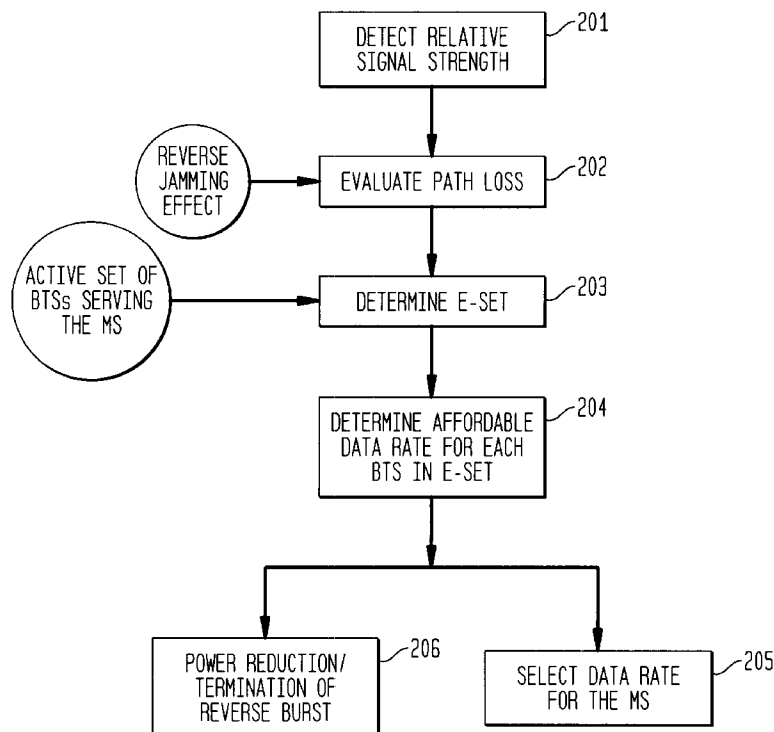 DETECT RELATIVE
SIGNAL STRENGTH
201
REVERSE
JAMMING
EFFECT
EVALUATE PATH LOSS
202
ACTIVE SET OF
BTSs SERVING
THE MS
DETERMINE E-SET
203
DETERMINE AFFORDABLE
DATA RATE FOR EACH
BTS IN E-SET
204
POWER REDUCTION/
TERMINATION OF
REVERSE BURST
206
SELECT DATA RATE
FOR THE MS
205